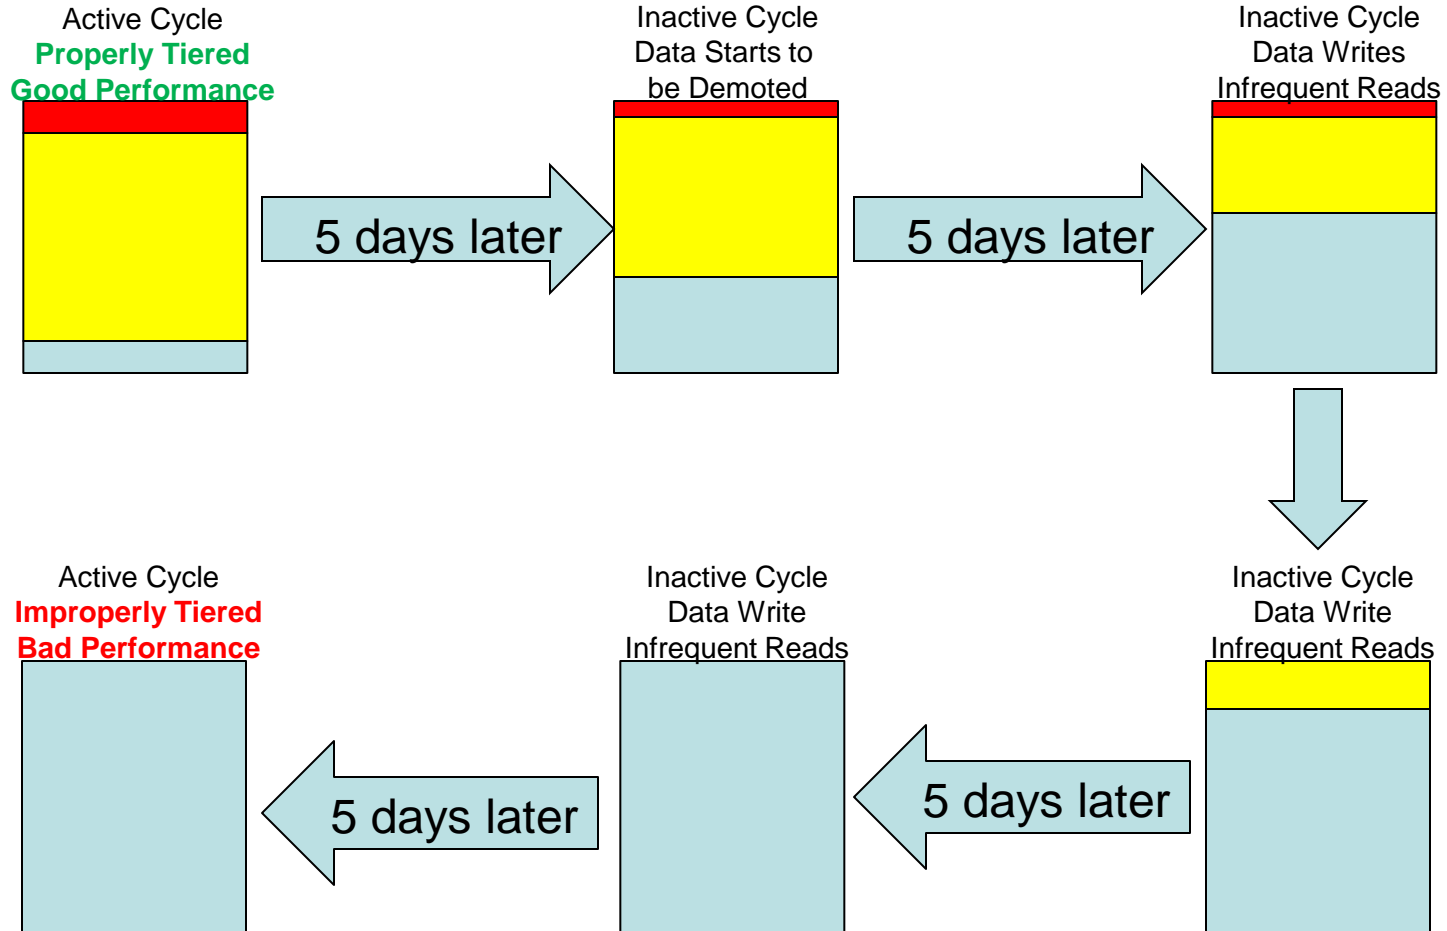 Active Cycle
Properly Tiered
Good Performance
5 days later
Inactive Cycle
Data Starts to
be Demoted
5 days later
Inactive Cycle
Data Writes
Infrequent Reads
Inactive Cycle
Data Write
Infrequent Reads
5 days later
Inactive Cycle
Data Write
Infrequent Reads
5 days later
Active Cycle
Improperly Tiered
Bad Performance